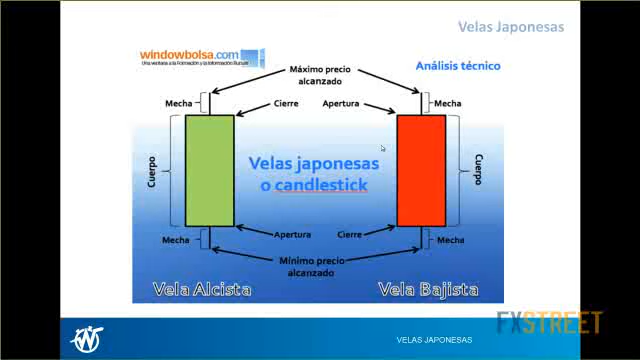 Velas Japonesas
windowbolsa.com
Una ventana a la Formación y la Información Bursátil
Análisis técnico
Máximo precio
alcanzado
Mecha
Cierre
Apertura
Mecha
Cuerpo
Velas japonesas
o candlestick
Cuerpo
Mecha
Apertura
Cierre
Mecha
Mínimo precio
alcanzado
Vela Alcista
Vela Bajista
FXSTREET
W
VELAS JAPONESAS